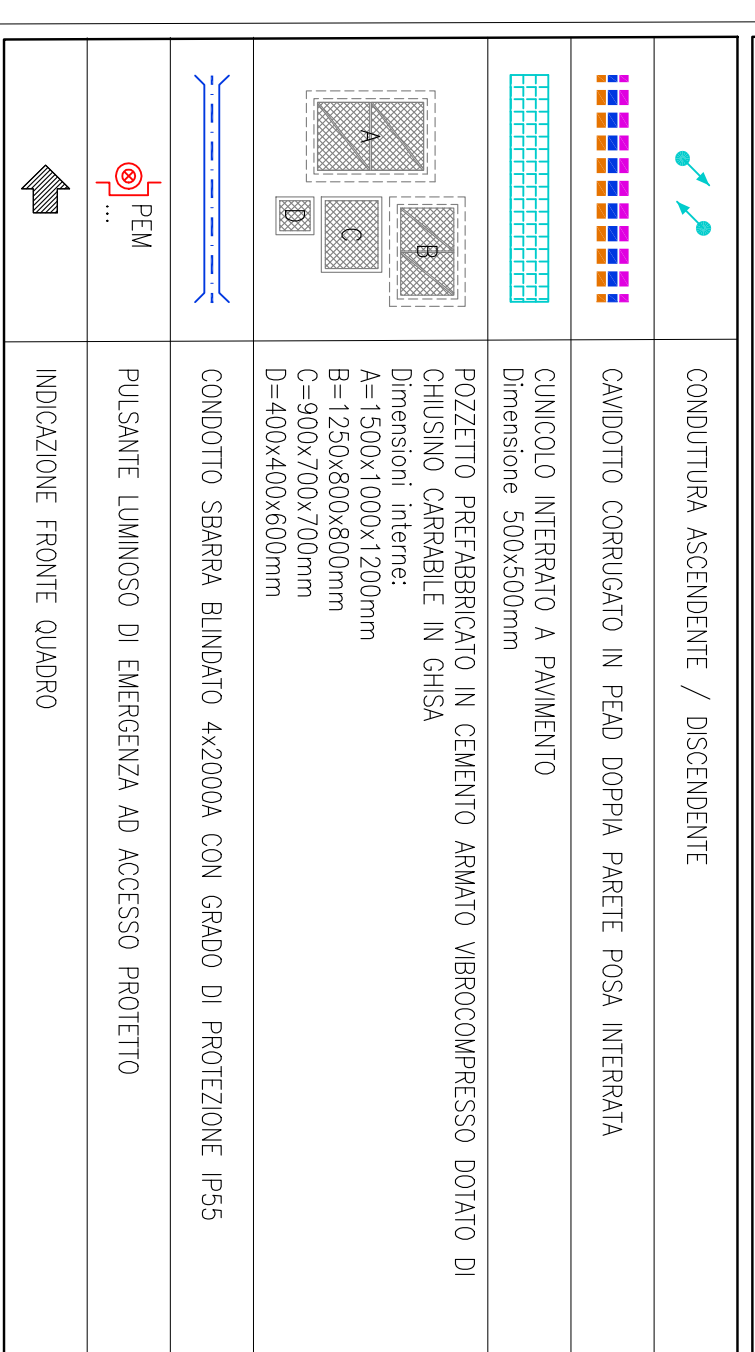 CONDUTTURA ASCENDENTE / DISCENDENTE
CAVIDOTTO CORRUGATO IN PEAD DOPPIA PARETE POSA INTERRATA
CUNICOLO INTERRATO A PAVIMENTO
Dimensione 500x500mm
A
B
C
D
POZZETTO PREFABBRICATO IN CEMENTO ARMATO VIBROCOMPRESSO DOTATO DI
CHIUSINO CARRABILE IN GHISA
Dimensioni interne:
A=1500x1000x1200mm
B=1250x800x800mm
C=900x700x700mm
D=400x400x600mm
CONDOTTO SBARRA BLINDATO 4x2000A CON GRADO DI PROTEZIONE IP55
PEM
...
PULSANTE LUMINOSO DI EMERGENZA AD ACCESSO PROTETTO
INDICAZIONE FRONTE QUADRO